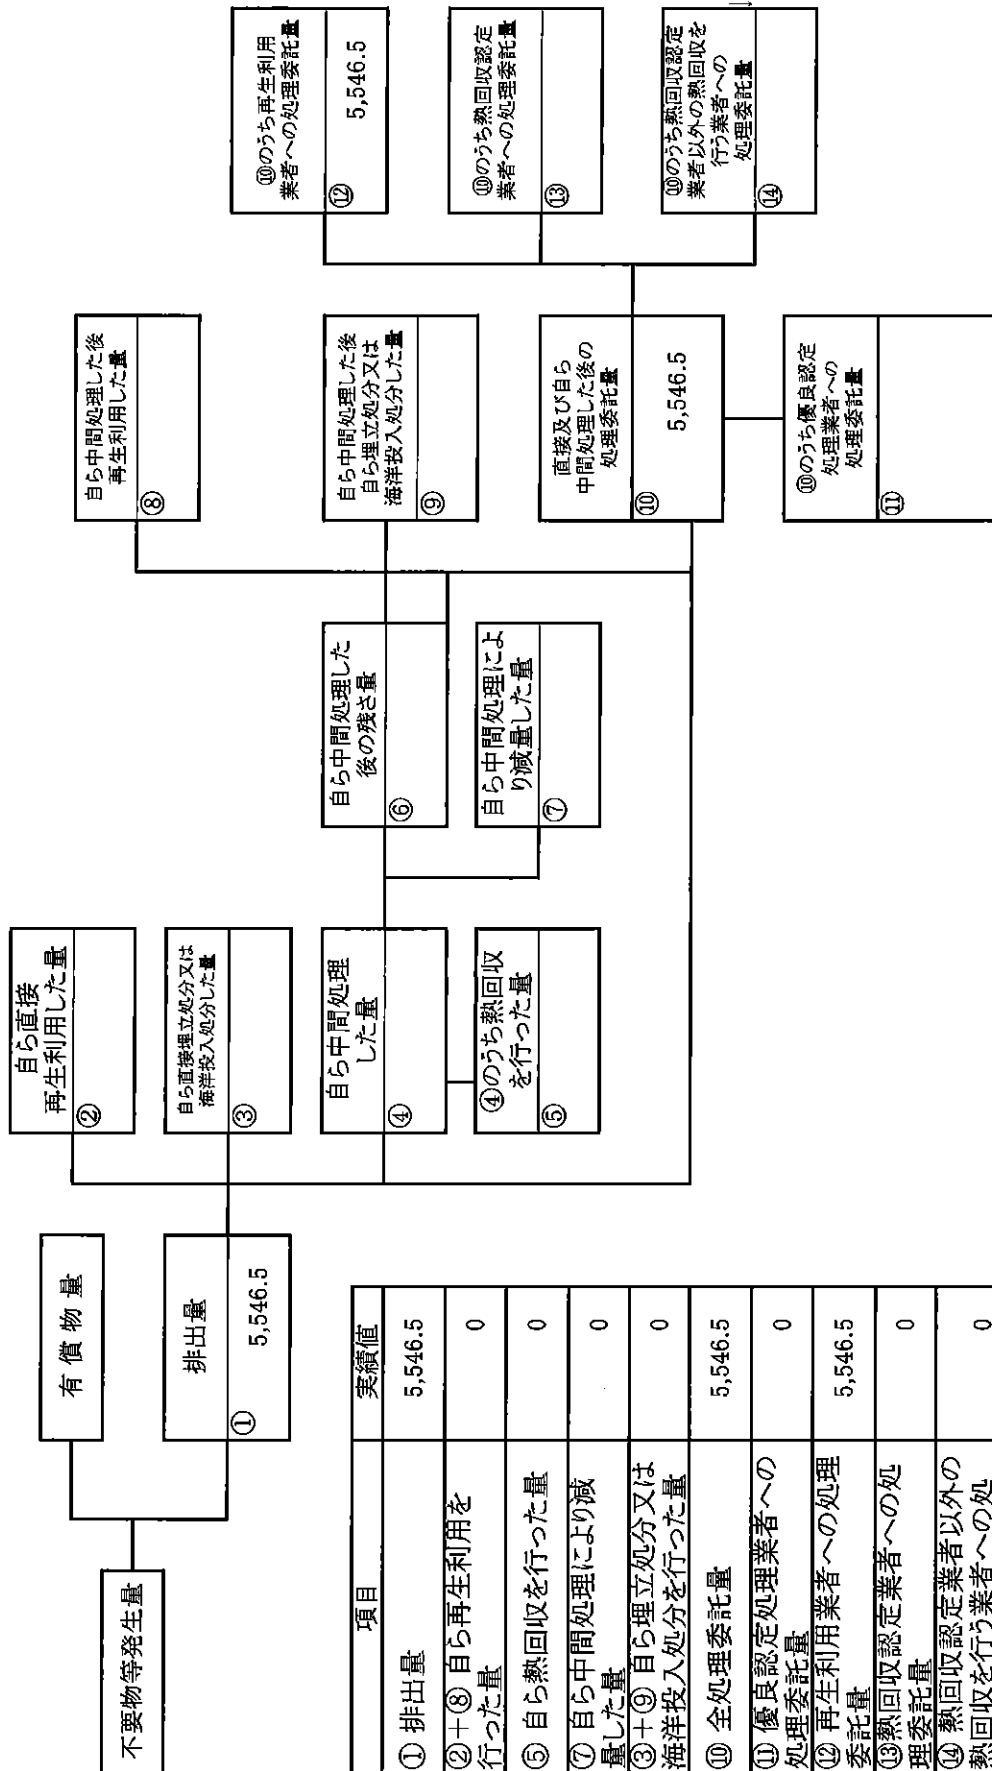 不要物等発生量
有償物量
排出量
①
5,546.5
自ら直接
再生利用した量
②
自ら直接埋立処分又は
海洋投入処分した量
③
自ら中間処理
した量
④
④のうち熱回収
を行った量
⑤
自ら中間処理した
後の残さ量
⑥
自ら中間処理によ
り減量した量
⑦
自ら中間処理した後
再生利用した量
⑧
自ら中間処理した後
自ら埋立処分又は
海洋投入処分した量
⑨
直接及び自ら
中間処理した後の
処理委託量
⑩
5,546.5
⑩のうち優良認定
処理業者への
処理委託量
⑪
⑩のうち再生利用
業者への処理委託量
⑫
5,546.5
⑩のうち熱回収認定
業者への処理委託量
⑬
⑩のうち熱回収認定
業者以外の熱回収を
行う業者への
処理委託量
⑭
項目 実績値
①排出量 5,546.5
②+⑧ 自ら再生利用を
行った量 0
⑤ 自ら熱回収を行った量 0
⑦ 自ら中間処理により減
量した量 0
③+⑨ 自ら埋立処分又は
海洋投入処分を行った量 0
⑩ 全処理委託量 5,546.5
⑪ 優良認定処理業者への
処理委託量 0
⑫ 再生利用業者への処理
委託量 5,546.5
⑬熱回収認定業者への処
理委託量 0
⑭ 熱回収認定業者以外の
熱回収を行う業者への処 0